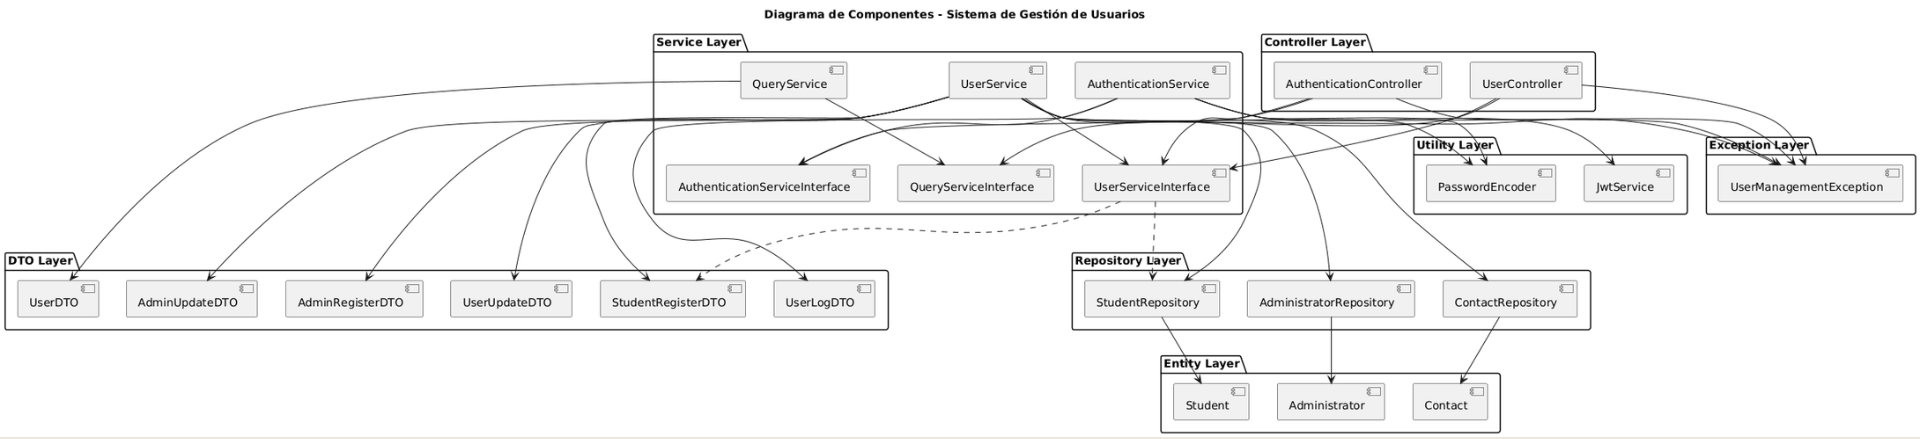 Diagrama de Componentes - Sistema de Gestión de Usuarios
Service Layer
Controller Layer
QueryService
UserService
AuthenticationService
AuthenticationController
UserController
Utility Layer
Exception Layer
AuthenticationServiceInterface
QueryServiceInterface
UserServiceInterface
PasswordEncoder
JwtService
UserManagementException
DTO Layer
Repository Layer
UserDTO
AdminUpdateDTO
AdminRegisterDTO
UserUpdateDTO
StudentRegisterDTO
UserLogDTO
StudentRepository
AdministratorRepository
ContactRepository
Entity Layer
Student
Administrator
Contact